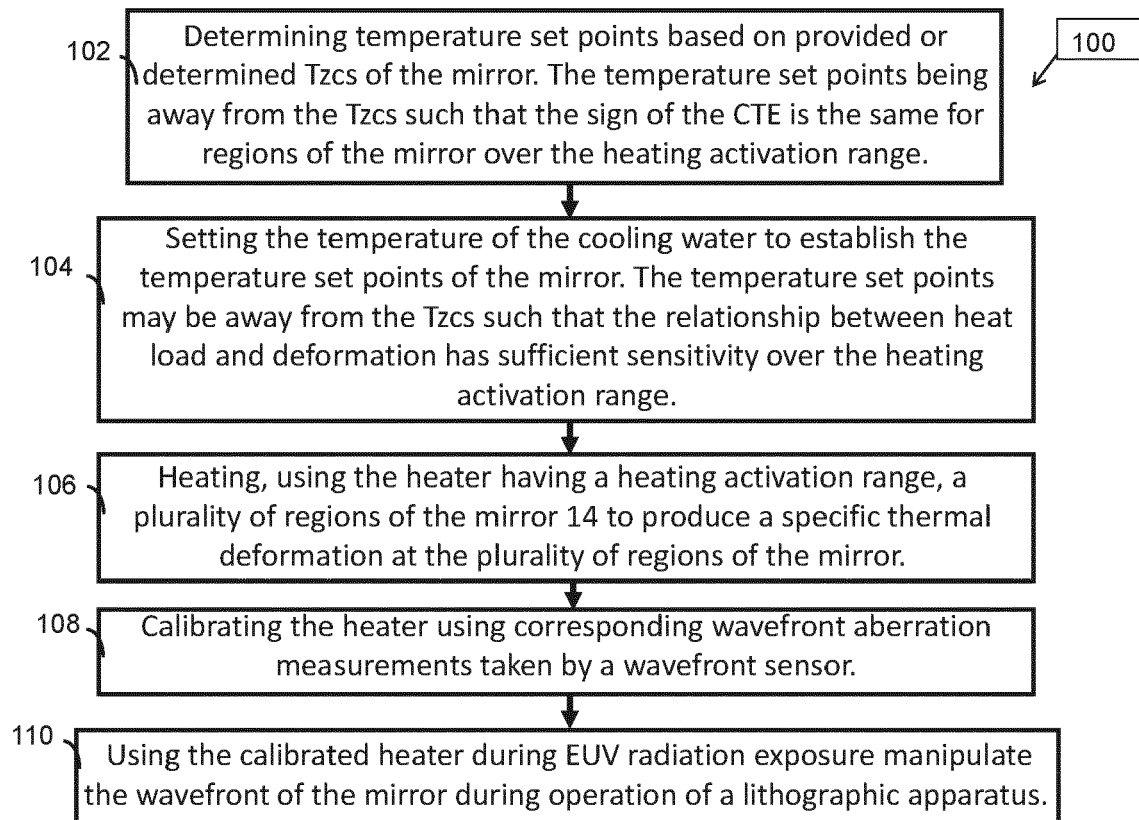 100
102
Determining temperature set points based on provided or
determined Tzcs of the mirror. The temperature set points being
away from the Tzcs such that the sign of the CTE is the same for
regions of the mirror over the heating activation range.
104
Setting the temperature of the cooling water to establish the
temperature set points of the mirror. The temperature set points
may be away from the Tzcs such that the relationship between heat
load and deformation has sufficient sensitivity over the heating
activation range.
106
Heating, using the heater having a heating activation range, a
plurality of regions of the mirror 14 to produce a specific thermal
deformation at the plurality of regions of the mirror.
108
Calibrating the heater using corresponding wavefront aberration
measurements taken by a wavefront sensor.
110
Using the calibrated heater during EUV radiation exposure manipulate
the wavefront of the mirror during operation of a lithographic apparatus.